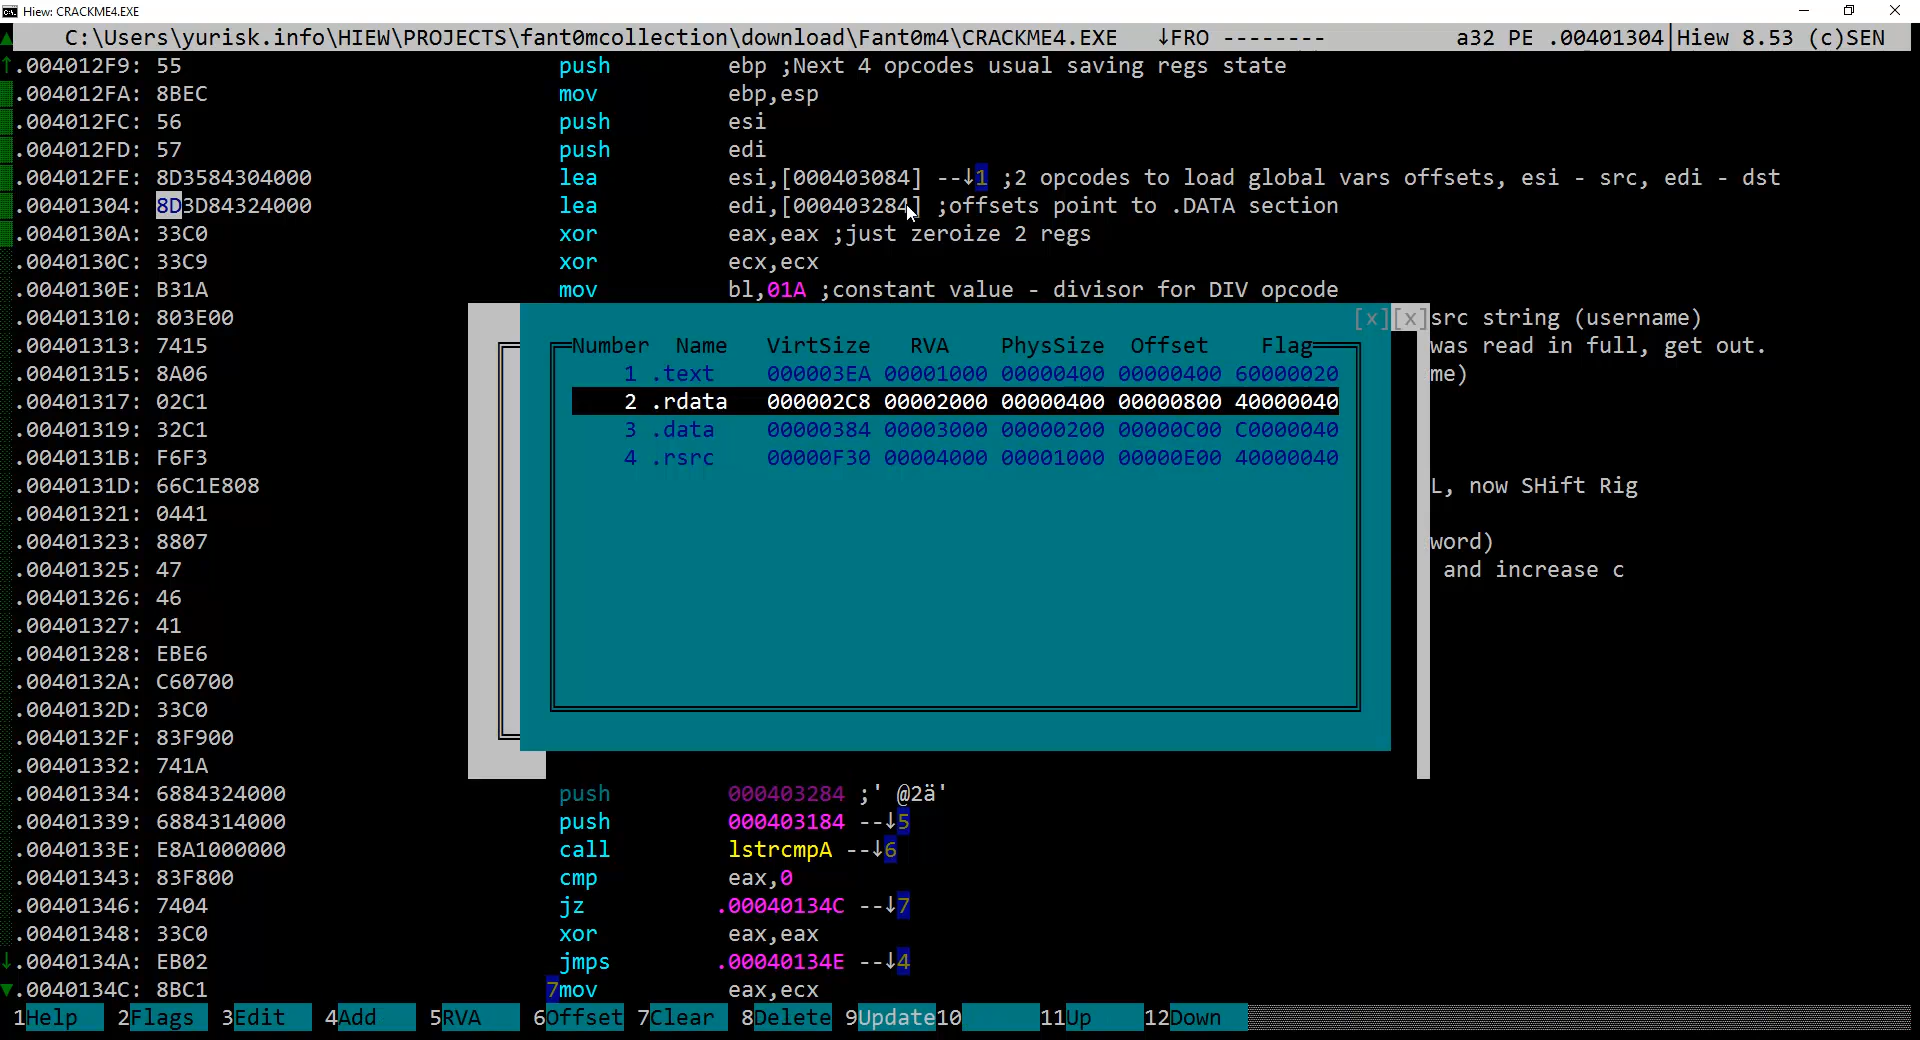 Hiew: CRACKME4.EXE
C:\Users\yurisk.info\HIEW\PROJECTS\fant0mcollection\download\Fant0m4\CRACKME4.EXE ↓FRO -------- a32 PE .00401304|Hiew 8.53 (c)SEN
.004012F9: 55 push ebp ;Next 4 opcodes usual saving regs state
.004012FA: 8BEC mov ebp,esp
.004012FC: 56 push esi
.004012FD: 57 push edi
.004012FE: 8D3584304000 lea esi,[000403084] --↓1 ;2 opcodes to load global vars offsets, esi - src, edi - dst
.00401304: 8D3D84324000 lea edi,[000403284] ;offsets point to .DATA section
.0040130A: 33C0 xor eax,eax ;just zeroize 2 regs
.0040130C: 33C9 xor ecx,ecx
.0040130E: B31A mov bl,01A ;constant value - divisor for DIV opcode
.00401310: 803E00 [x][x]src string (username)
.00401313: 7415 Number Name VirtSize RVA PhysSize Offset Flag was read in full, get out.
.00401315: 8A06 1 .text 000003EA 00001000 00000400 00000400 60000020 me)
.00401317: 02C1 2 .rdata 000002C8 00002000 00000400 00000800 40000040
.00401319: 32C1 3 .data 00000384 00003000 00000200 00000C00 C0000040
.0040131B: F6F3 4 .rsrc 00000F30 00004000 00001000 00000E00 40000040
.0040131D: 66C1E808 L, now SHift Rig
.00401321: 0441
.00401323: 8807 word)
.00401325: 47 and increase c
.00401326: 46
.00401327: 41
.00401328: EBE6
.0040132A: C60700
.0040132D: 33C0
.0040132F: 83F900
.00401332: 741A
.00401334: 6884324000 push 000403284 ;' @2ä'
.00401339: 6884314000 push 000403184 --↓5
.0040133E: E8A1000000 call lstrcmpA --↓6
.00401343: 83F800 cmp eax,0
.00401346: 7404 jz .00040134C --↓7
.00401348: 33C0 xor eax,eax
.0040134A: EB02 jmps .00040134E --↓4
.0040134C: 8BC1 7mov eax,ecx
1Help 2Flags 3Edit 4Add 5RVA 6Offset 7Clear 8Delete 9Update 10 11Up 12Down